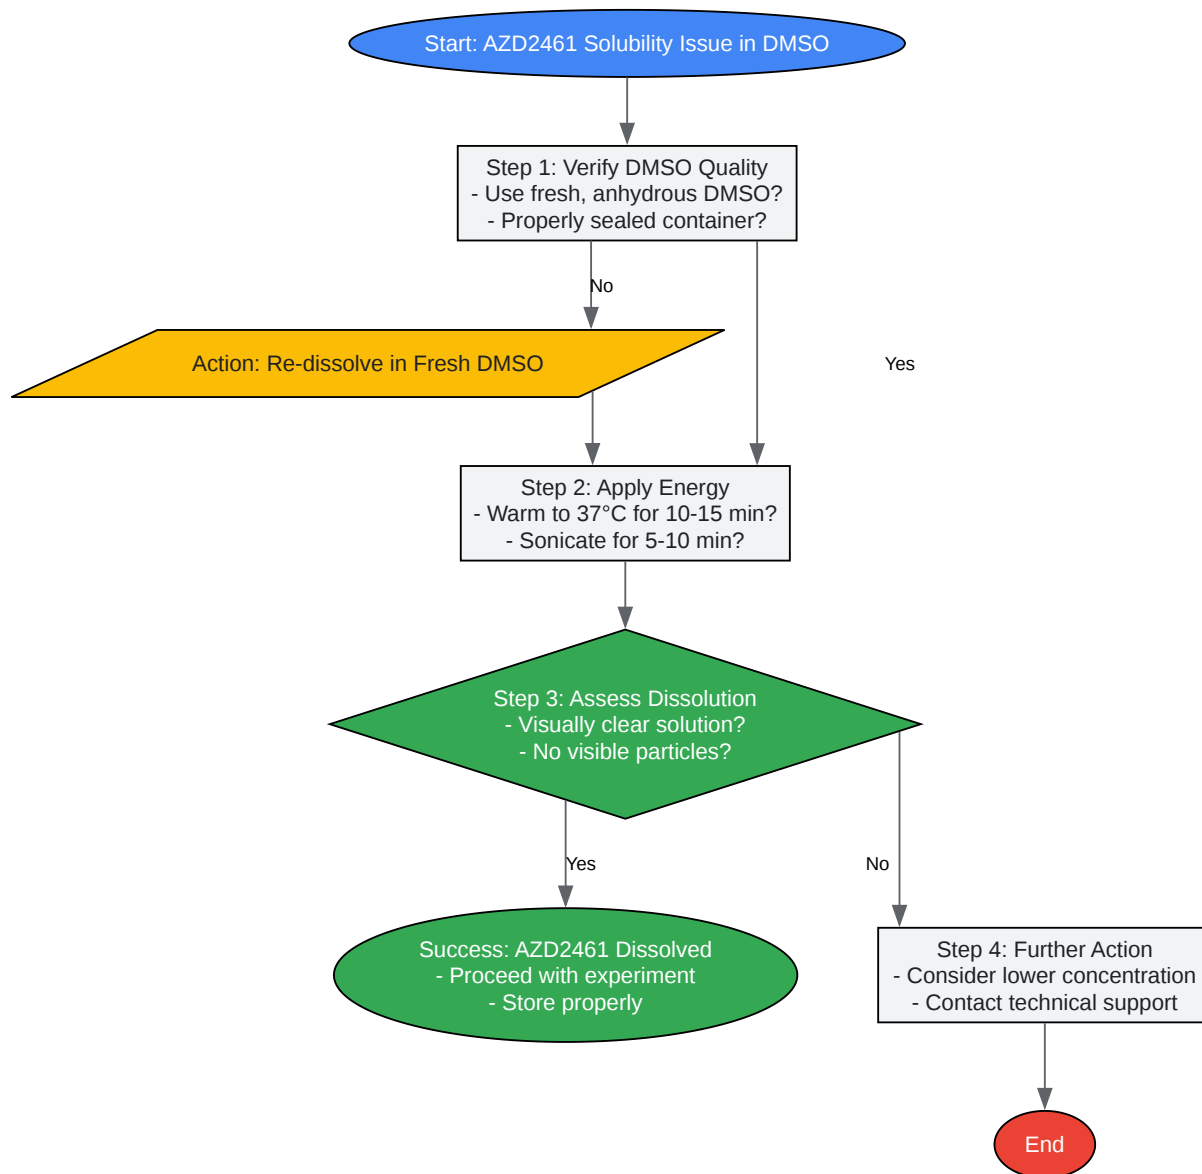 Start: AZD2461 Solubility Issue in DMSO
Step 1: Verify DMSO Quality
- Use fresh, anhydrous DMSO?
- Properly sealed container?
No
Action: Re-dissolve in Fresh DMSO
Yes
Step 2: Apply Energy
- Warm to 37°C for 10-15 min?
- Sonicate for 5-10 min?
Step 3: Assess Dissolution
- Visually clear solution?
- No visible particles?
Yes
No
Success: AZD2461 Dissolved
- Proceed with experiment
- Store properly
Step 4: Further Action
- Consider lower concentration
- Contact technical support
End